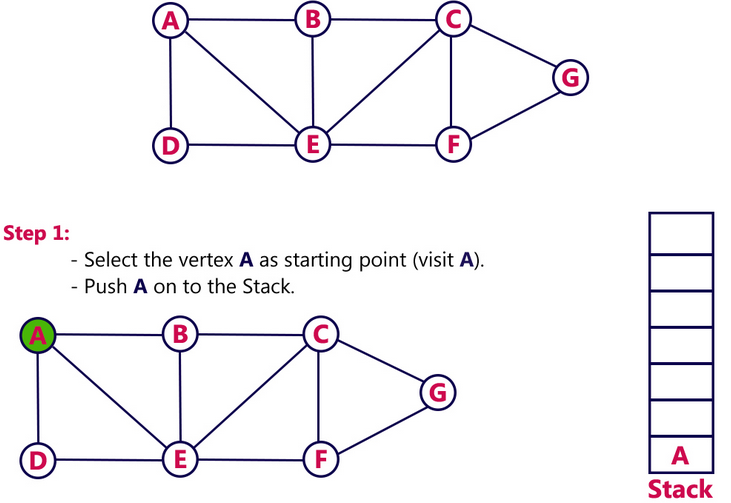 A B C
G
D E F
Step 1:
- Select the vertex A as starting point (visit A).
- Push A on to the Stack.
A B C
G
D E F
A
Stack